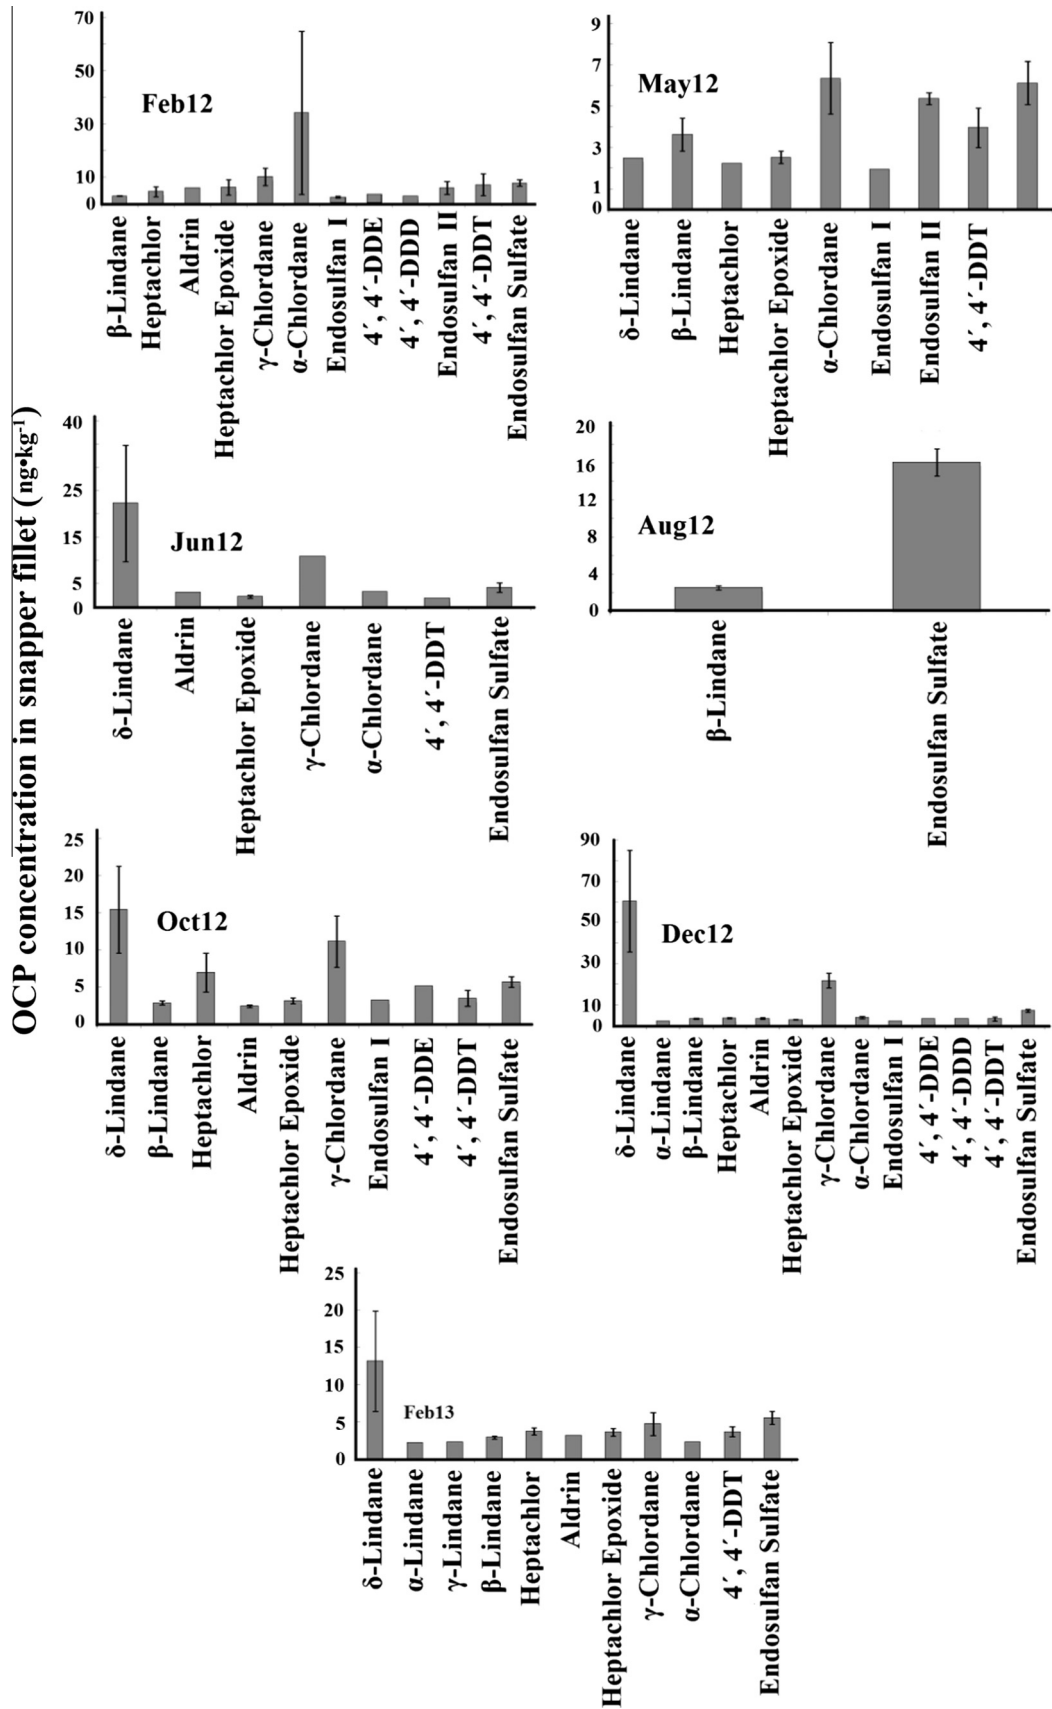 OCP concentration in snapper fillet (ng•kg-1)
70
50
30
10
0
Feb12
β-Lindane
Heptachlor
Aldrin
Heptachlor Epoxide
γ-Chlordane
α-Chlordane
Endosulfan I
4´, 4´-DDE
4´, 4´-DDD
Endosulfan II
4´, 4´-DDT
Endosulfan Sulfate
9
7
5
3
1
0
May12
δ-Lindane
β-Lindane
Heptachlor
Heptachlor Epoxide
α-Chlordane
Endosulfan I
Endosulfan II
4´, 4´-DDT
40
25
15
5
0
Jun12
δ-Lindane
Aldrin
Heptachlor Epoxide
γ-Chlordane
α-Chlordane
4´, 4´-DDT
Endosulfan Sulfate
20
16
12
8
4
0
Aug12
β-Lindane
Endosulfan Sulfate
25
20
15
10
5
0
Oct12
δ-Lindane
β-Lindane
Heptachlor
Aldrin
Heptachlor Epoxide
γ-Chlordane
Endosulfan I
4´, 4´-DDE
4´, 4´-DDT
Endosulfan Sulfate
90
70
50
30
10
0
Dec12
δ-Lindane
α-Lindane
β-Lindane
Heptachlor
Aldrin
Heptachlor Epoxide
γ-Chlordane
α-Chlordane
Endosulfan I
4´, 4´-DDE
4´, 4´-DDD
4´, 4´-DDT
Endosulfan Sulfate
25
20
15
10
5
0
Feb13
δ-Lindane
α-Lindane
γ-Lindane
β-Lindane
Heptachlor
Aldrin
Heptachlor Epoxide
γ-Chlordane
α-Chlordane
4´, 4´-DDT
Endosulfan Sulfate